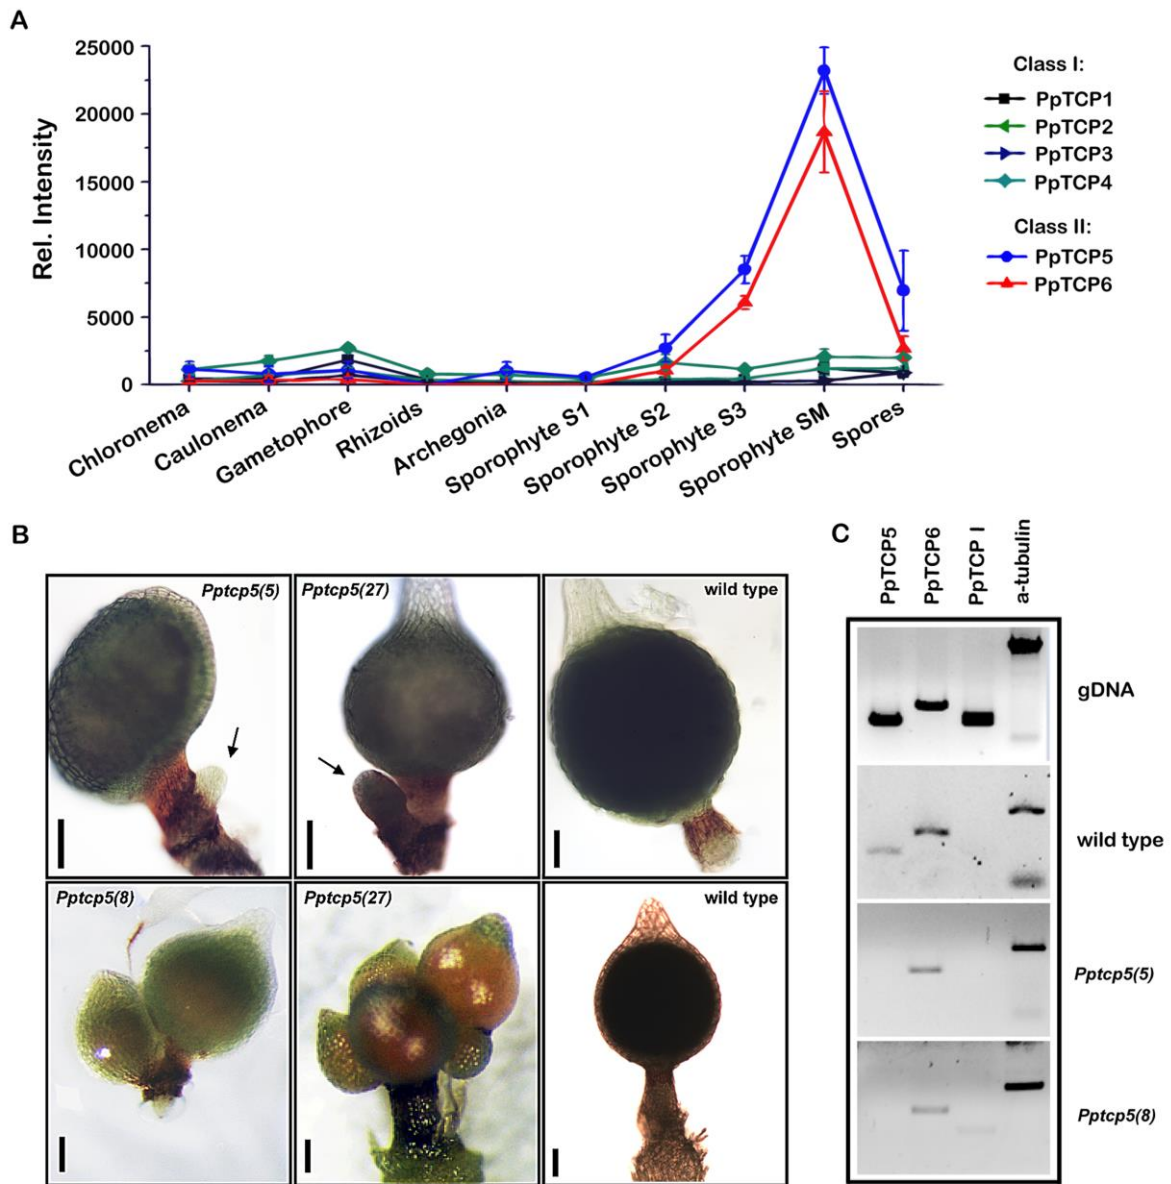 A
Rel. Intensity
25000
20000
15000
10000
5000
0
Chloronema
Caulonema
Gametophore
Rhizoids
Archegonia
Sporophyte S1
Sporophyte S2
Sporophyte S3
Sporophyte SM
Spores
Class I:
PpTCP1
PpTCP2
PpTCP3
PpTCP4
Class II:
PpTCP5
PpTCP6
B
Pptcp5(5)
Pptcp5(27)
wild type
Pptcp5(8)
Pptcp5(27)
wild type
C
PpTCP5
PpTCP6
PpTCP I
a-tubulin
gDNA
wild type
Pptcp5(5)
Pptcp5(8)